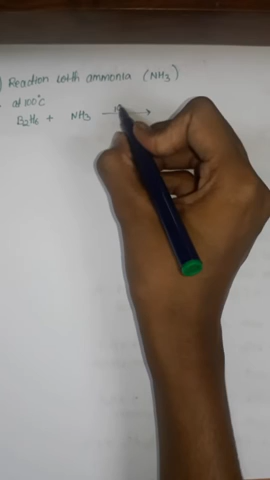 ) Reaction with ammonia (NH₃)
at 100°C
B₂H₆ + NH₃ ⟶